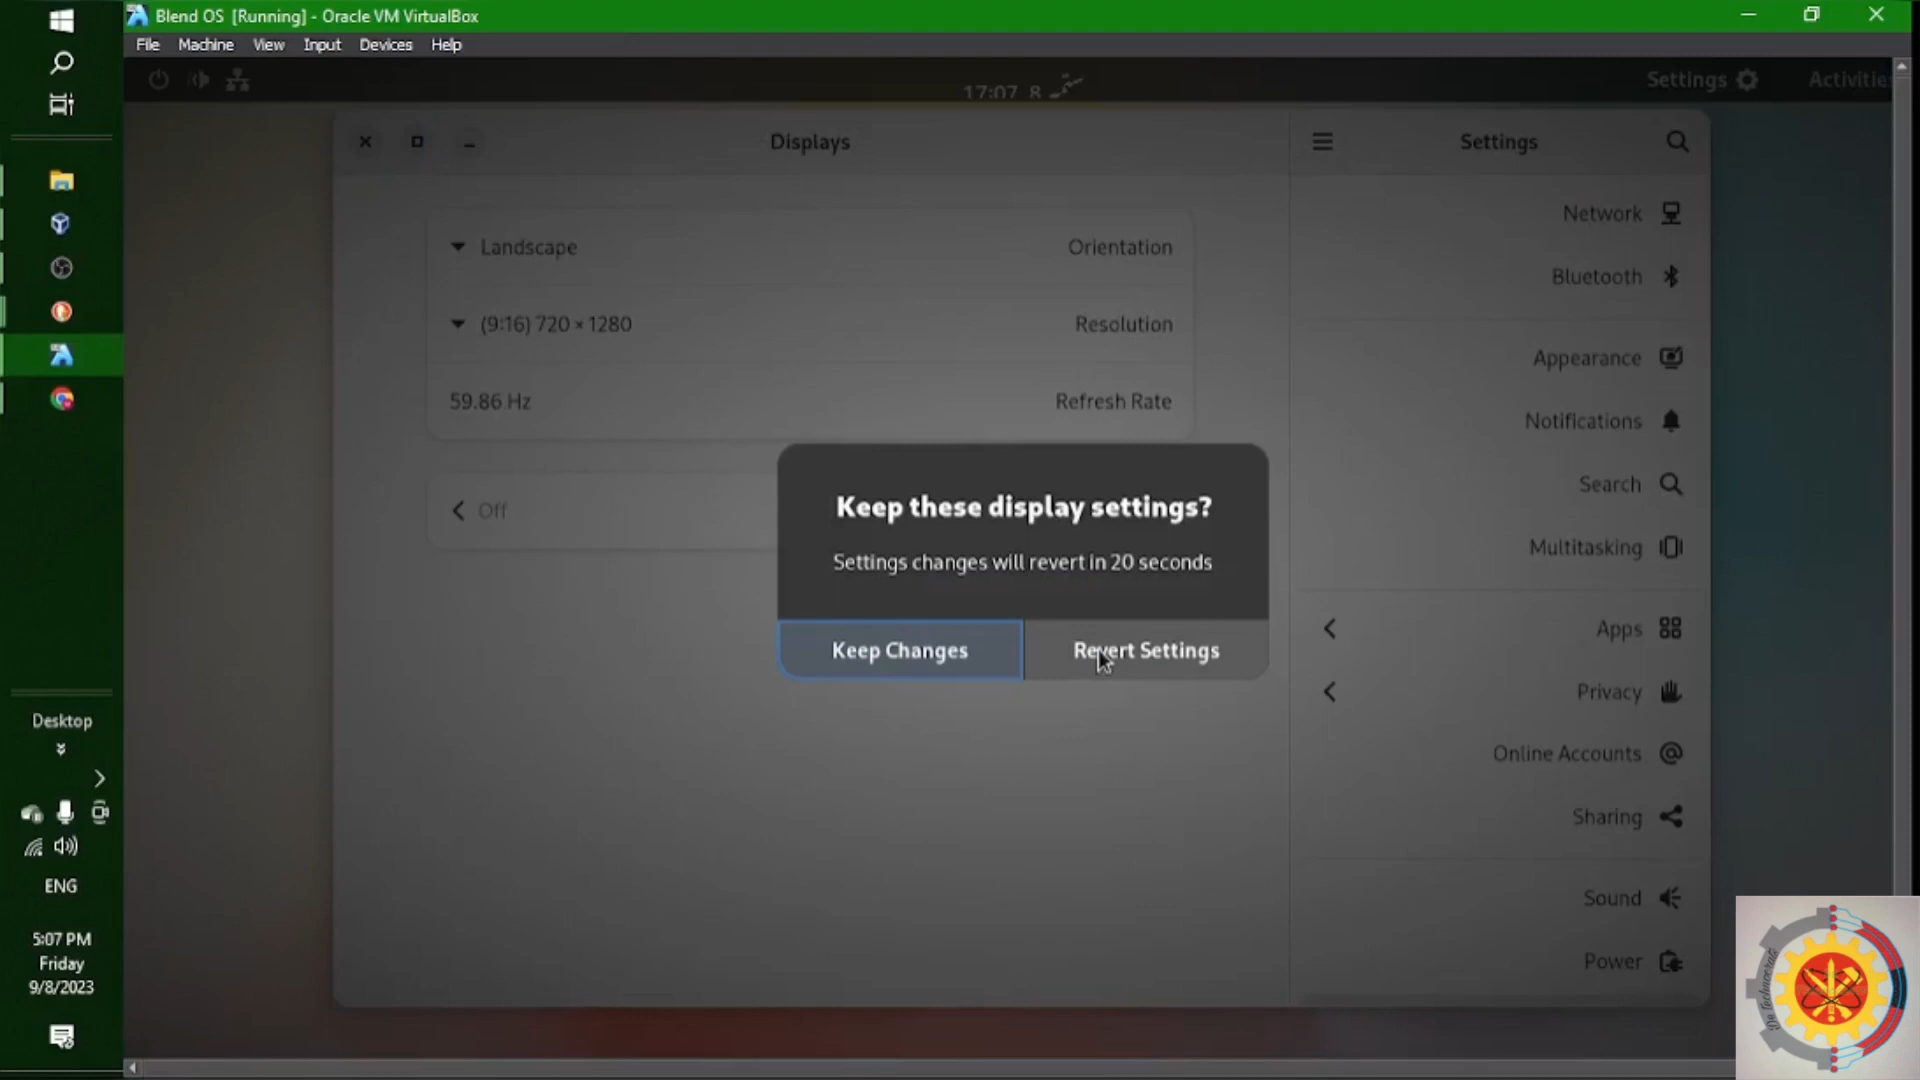 Blend OS [Running] - Oracle VM VirtualBox
File Machine View Input Devices Help
17:07 8
Settings
Displays
Settings
Landscape
Orientation
(9:16) 720 × 1280
Resolution
59.86 Hz
Refresh Rate
Off
Network
Bluetooth
Appearance
Notifications
Search
Multitasking
Apps
Privacy
Online Accounts
Sharing
Sound
Power
Keep these display settings?
Settings changes will revert in 20 seconds
Keep Changes
Revert Settings
Desktop
ENG
5:07 PM
Friday
9/8/2023